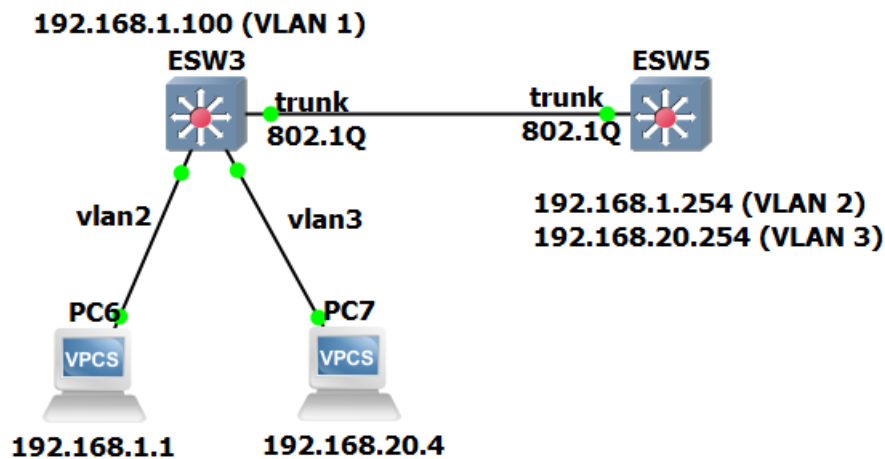 192.168.1.100 (VLAN 1)
ESW3
ESW5
trunk
802.1Q
trunk
802.1Q
192.168.1.254 (VLAN 2)
192.168.20.254 (VLAN 3)
vlan2
vlan3
PC6
PC7
VPCS
VPCS
192.168.1.1
192.168.20.4